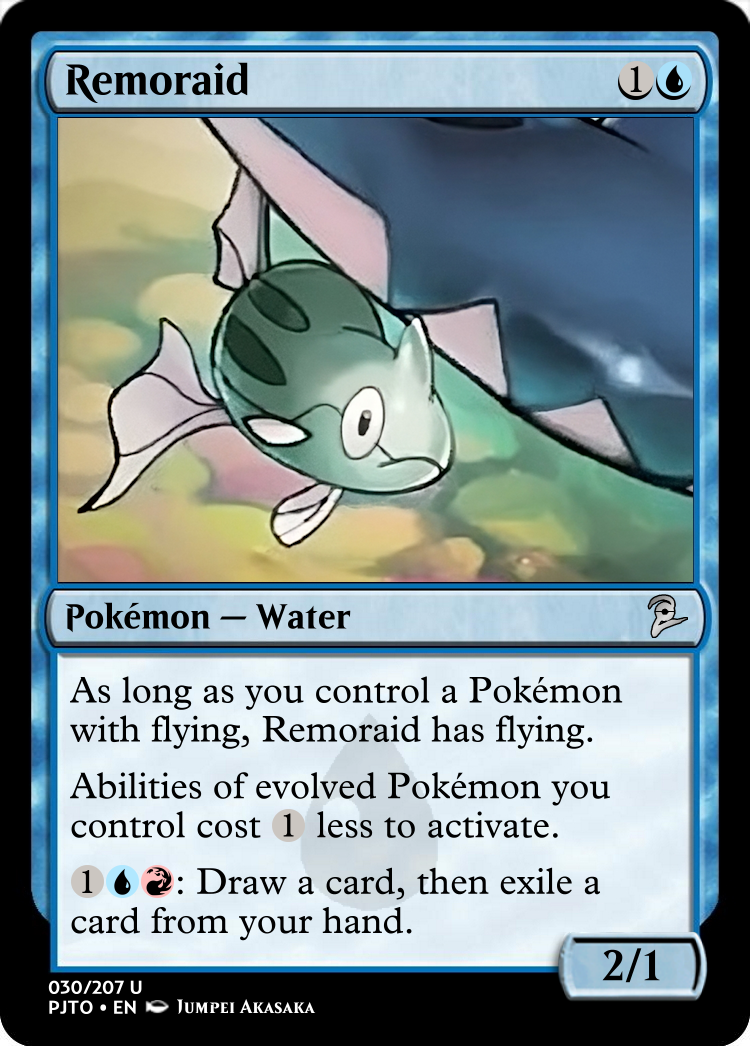 Remoraid 1
Pokémon — Water
As long as you control a Pokémon
with flying, Remoraid has flying.
Abilities of evolved Pokémon you
control cost 1 less to activate.
1 : Draw a card, then exile a
card from your hand.
2/1
030/207 U
PJTO • EN Jumpei Akasaka